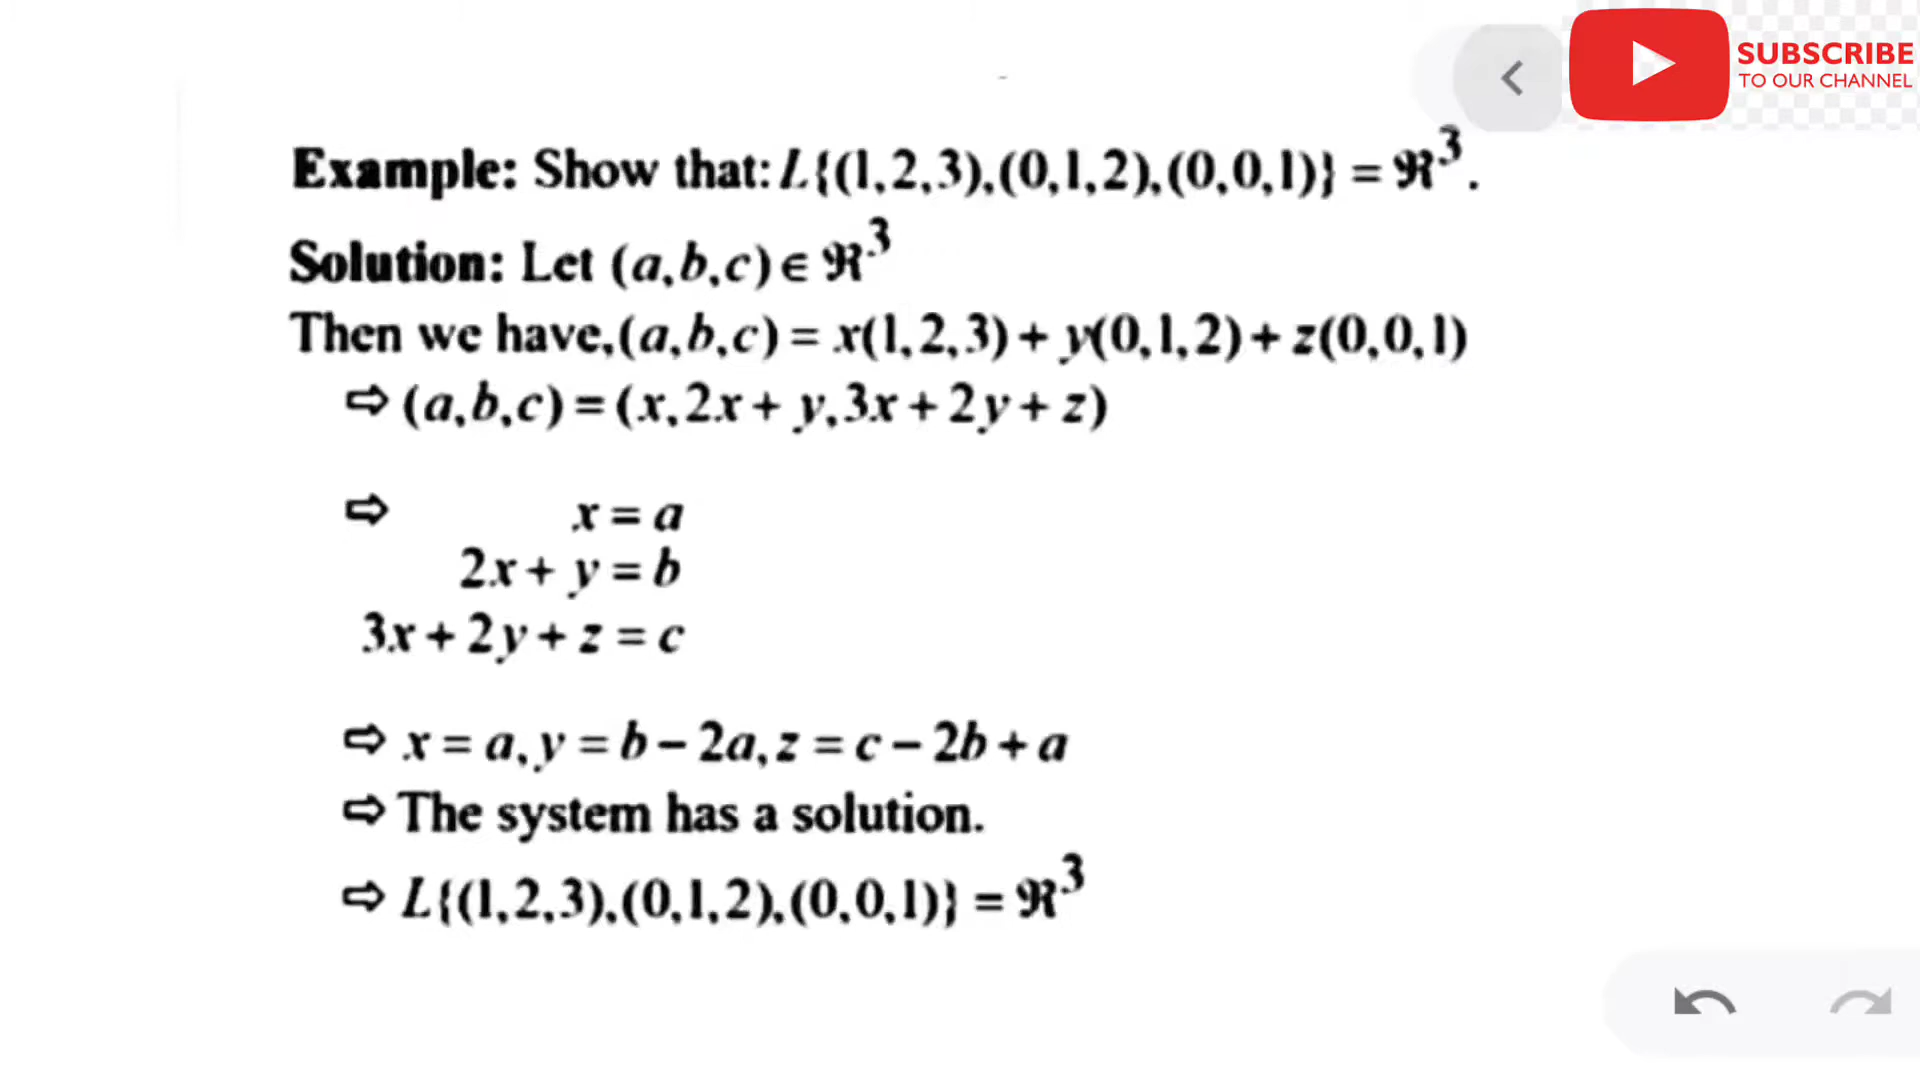 SUBSCRIBE
TO OUR CHANNEL
Example: Show that: L{(1,2,3),(0,1,2),(0,0,1)} = ℜ³.
Solution: Let (a,b,c) ∈ ℜ³
Then we have,(a,b,c) = x(1,2,3) + y(0,1,2) + z(0,0,1)
⇨ (a,b,c) = (x,2x + y,3x + 2y + z)
⇨ x = a
2x + y = b
3x + 2y + z = c
⇨ x = a, y = b − 2a, z = c − 2b + a
⇨ The system has a solution.
⇨ L{(1,2,3),(0,1,2),(0,0,1)} = ℜ³